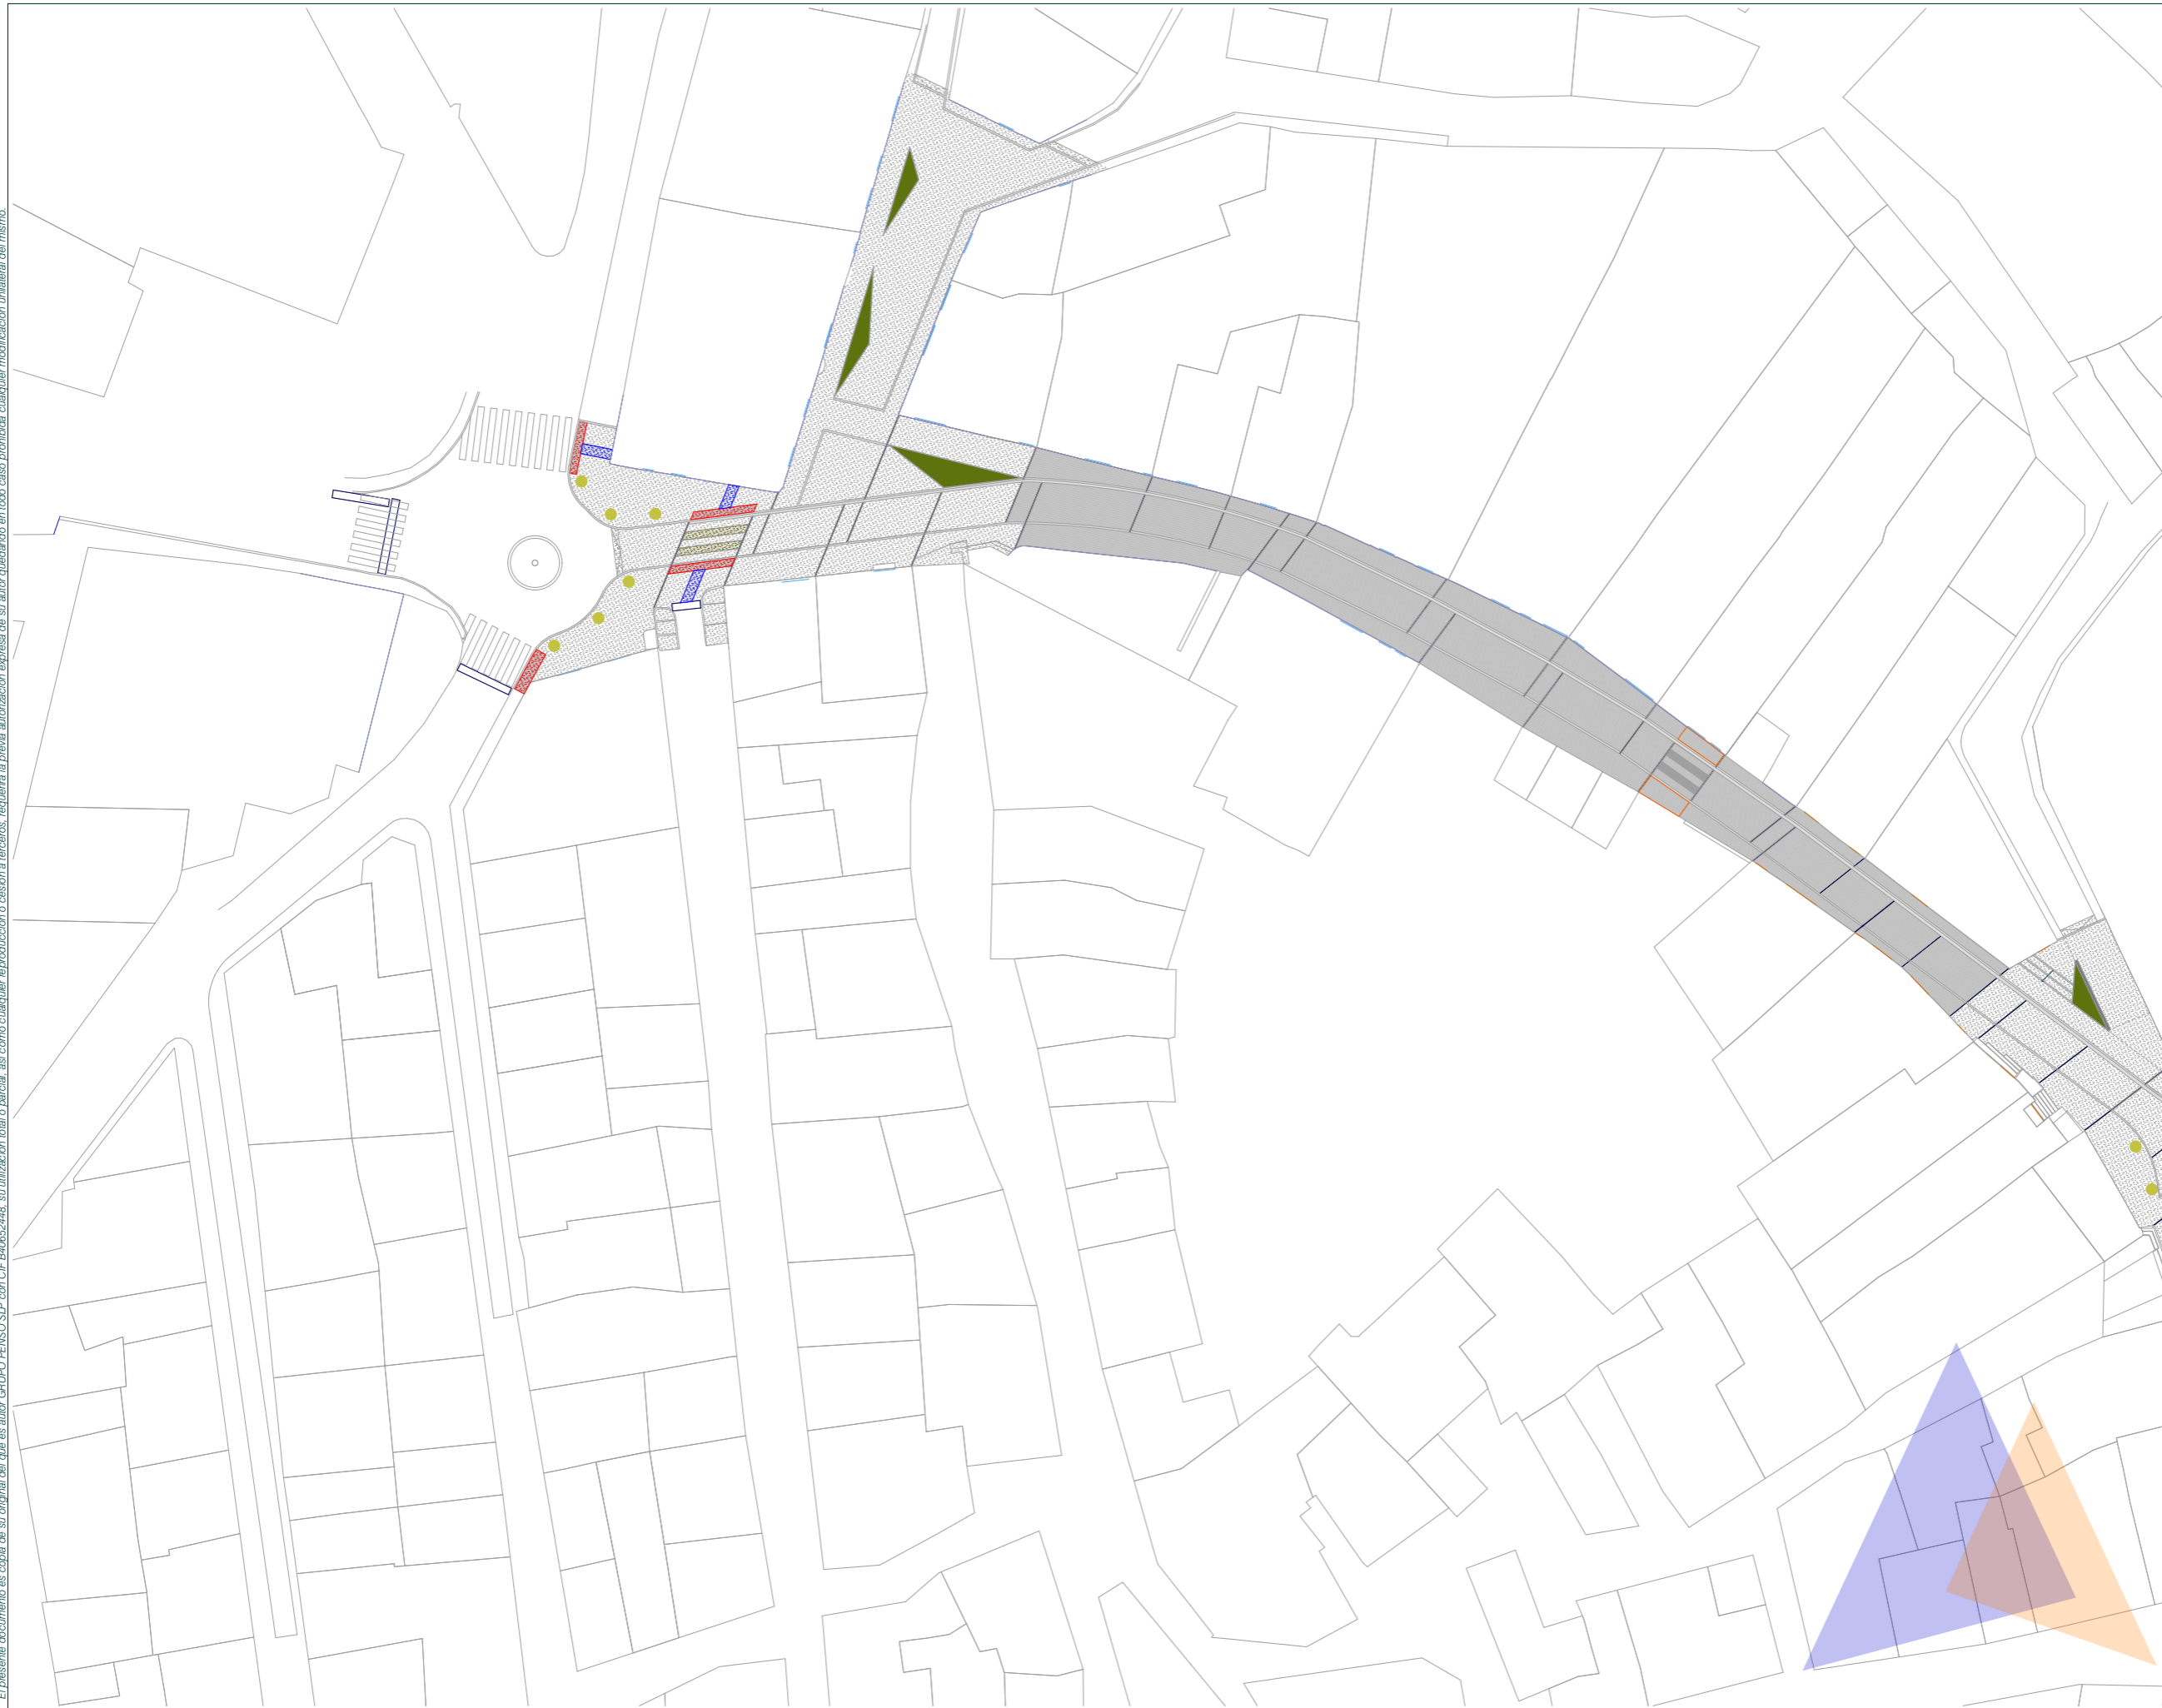 El presente documento es copia de su original del que es autor GRUPO PENSO SLP con CIF B40652448, su utilización total o parcial, así como cualquier reproducción o cesión a terceros, requerirá la previa autorización expresa de su autor quedando en todo caso prohibida cualquier modificación unilateral del mismo.